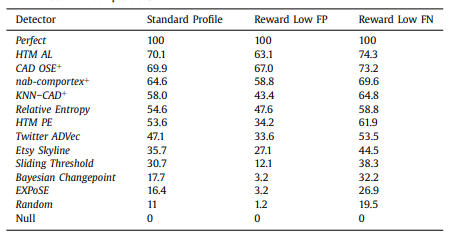 Detector Standard Profile Reward Low FP Reward Low FN
Perfect 100 100 100
HTM AL 70.1 63.1 74.3
CAD OSE+ 69.9 67.0 73.2
nab-comportex+ 64.6 58.8 69.6
KNN–CAD+ 58.0 43.4 64.8
Relative Entropy 54.6 47.6 58.8
HTM PE 53.6 34.2 61.9
Twitter ADVec 47.1 33.6 53.5
Etsy Skyline 35.7 27.1 44.5
Sliding Threshold 30.7 12.1 38.3
Bayesian Changepoint 17.7 3.2 32.2
EXPoSE 16.4 3.2 26.9
Random 11 1.2 19.5
Null 0 0 0